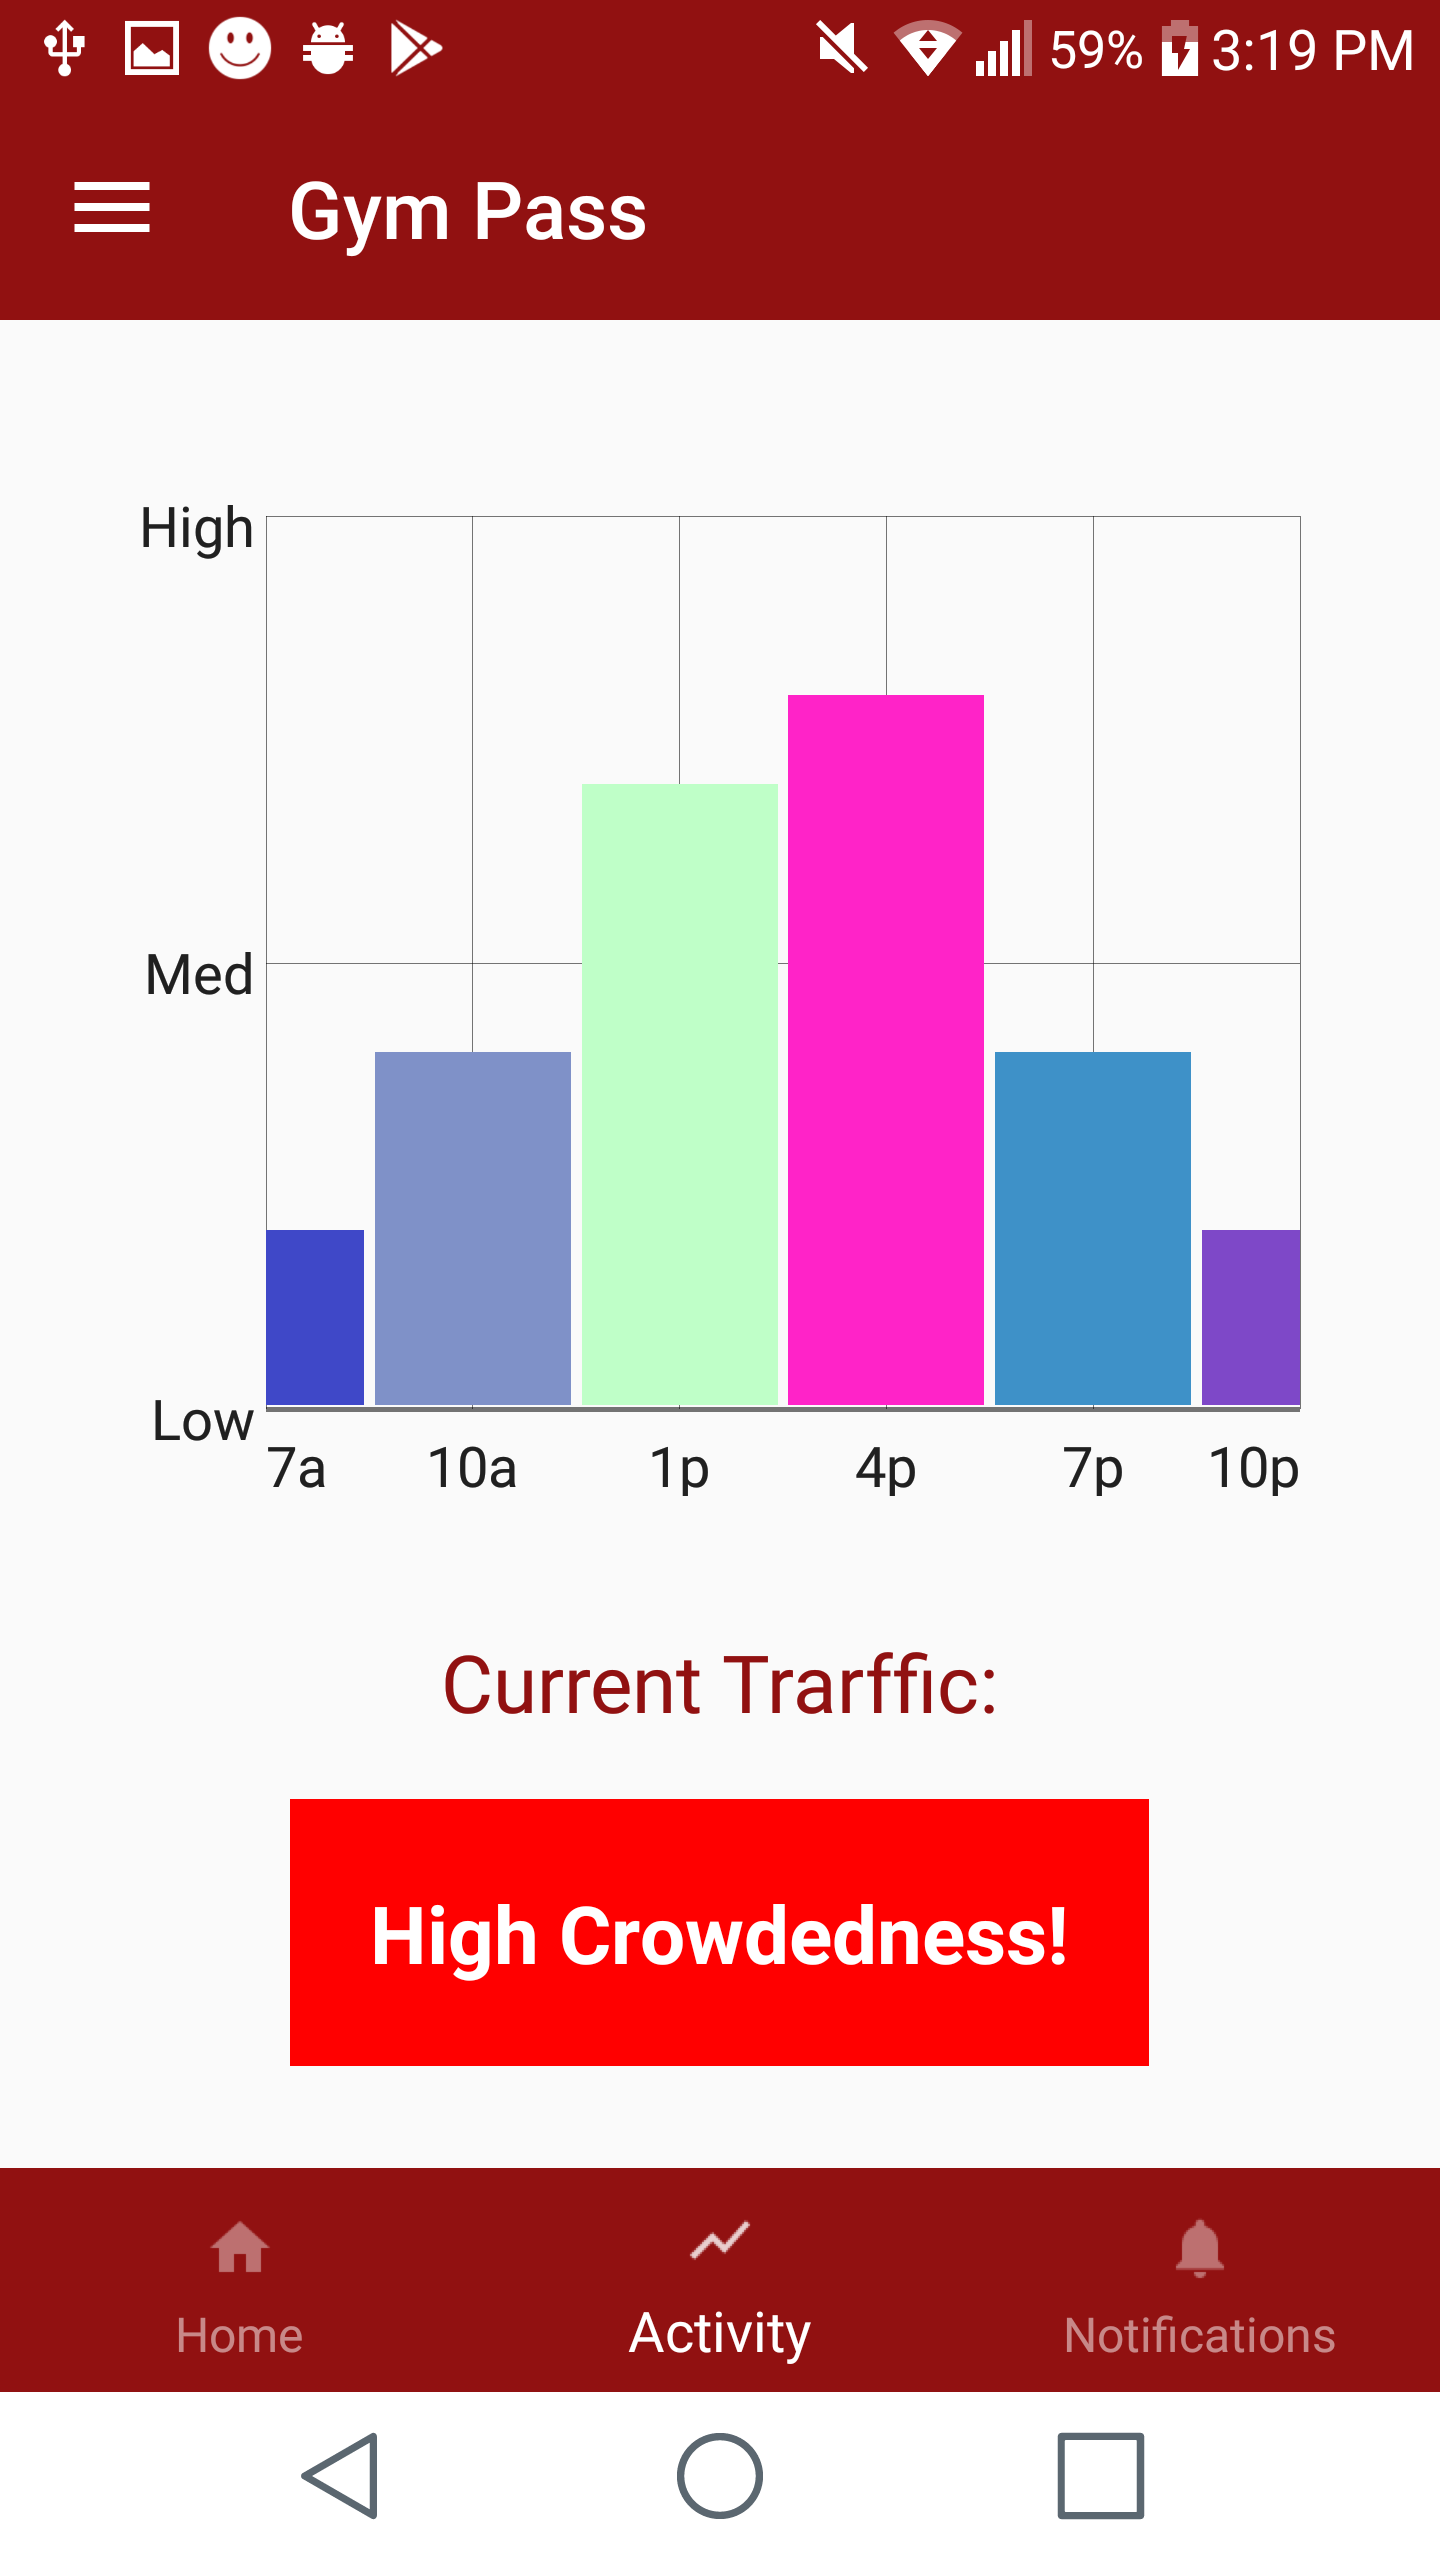 59% 3:19 PM
Gym Pass
High
Med
Low
7a 10a 1p 4p 7p 10p
Current Trarffic:
High Crowdedness!
Home Activity Notifications